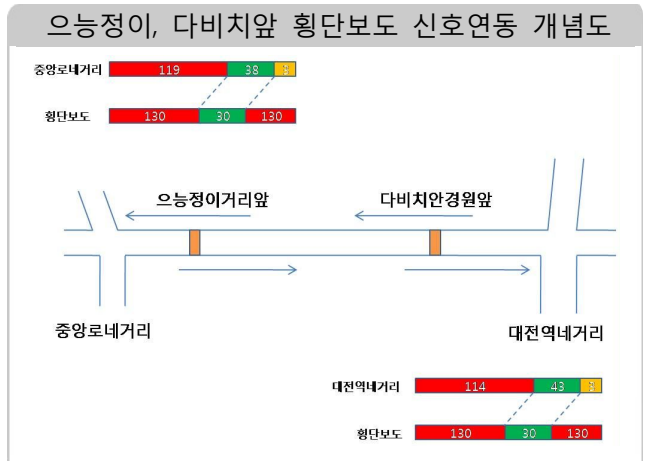 으능정이, 다비치앞 횡단보도 신호연동 개념도
중앙로네거리 119 38
횡단보도 130 30 130
으능정이거리앞 다비치안경원앞
중앙로네거리 대전역네거리
대전역네거리 114 43
횡단보도 130 30 130